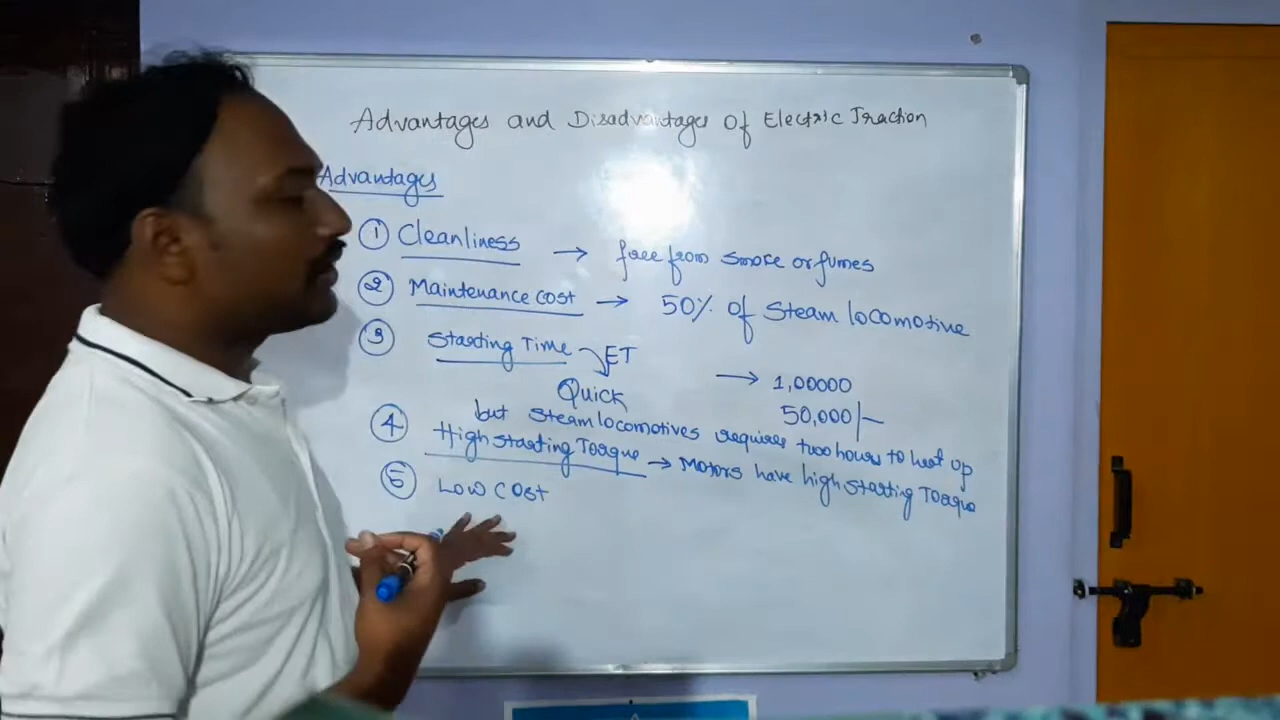 Advantages and Disadvantages of Electric Traction
Advantages
① Cleanliness → free from smoke or fumes
② Maintenance cost → 50% of Steam locomotive
③ Starting Time ET
→ 1,00000
Quick 50,000/-
but steam locomotives requires two hours to heat up
④ High starting Torque → Motors have high starting Torque
⑤ Low cost